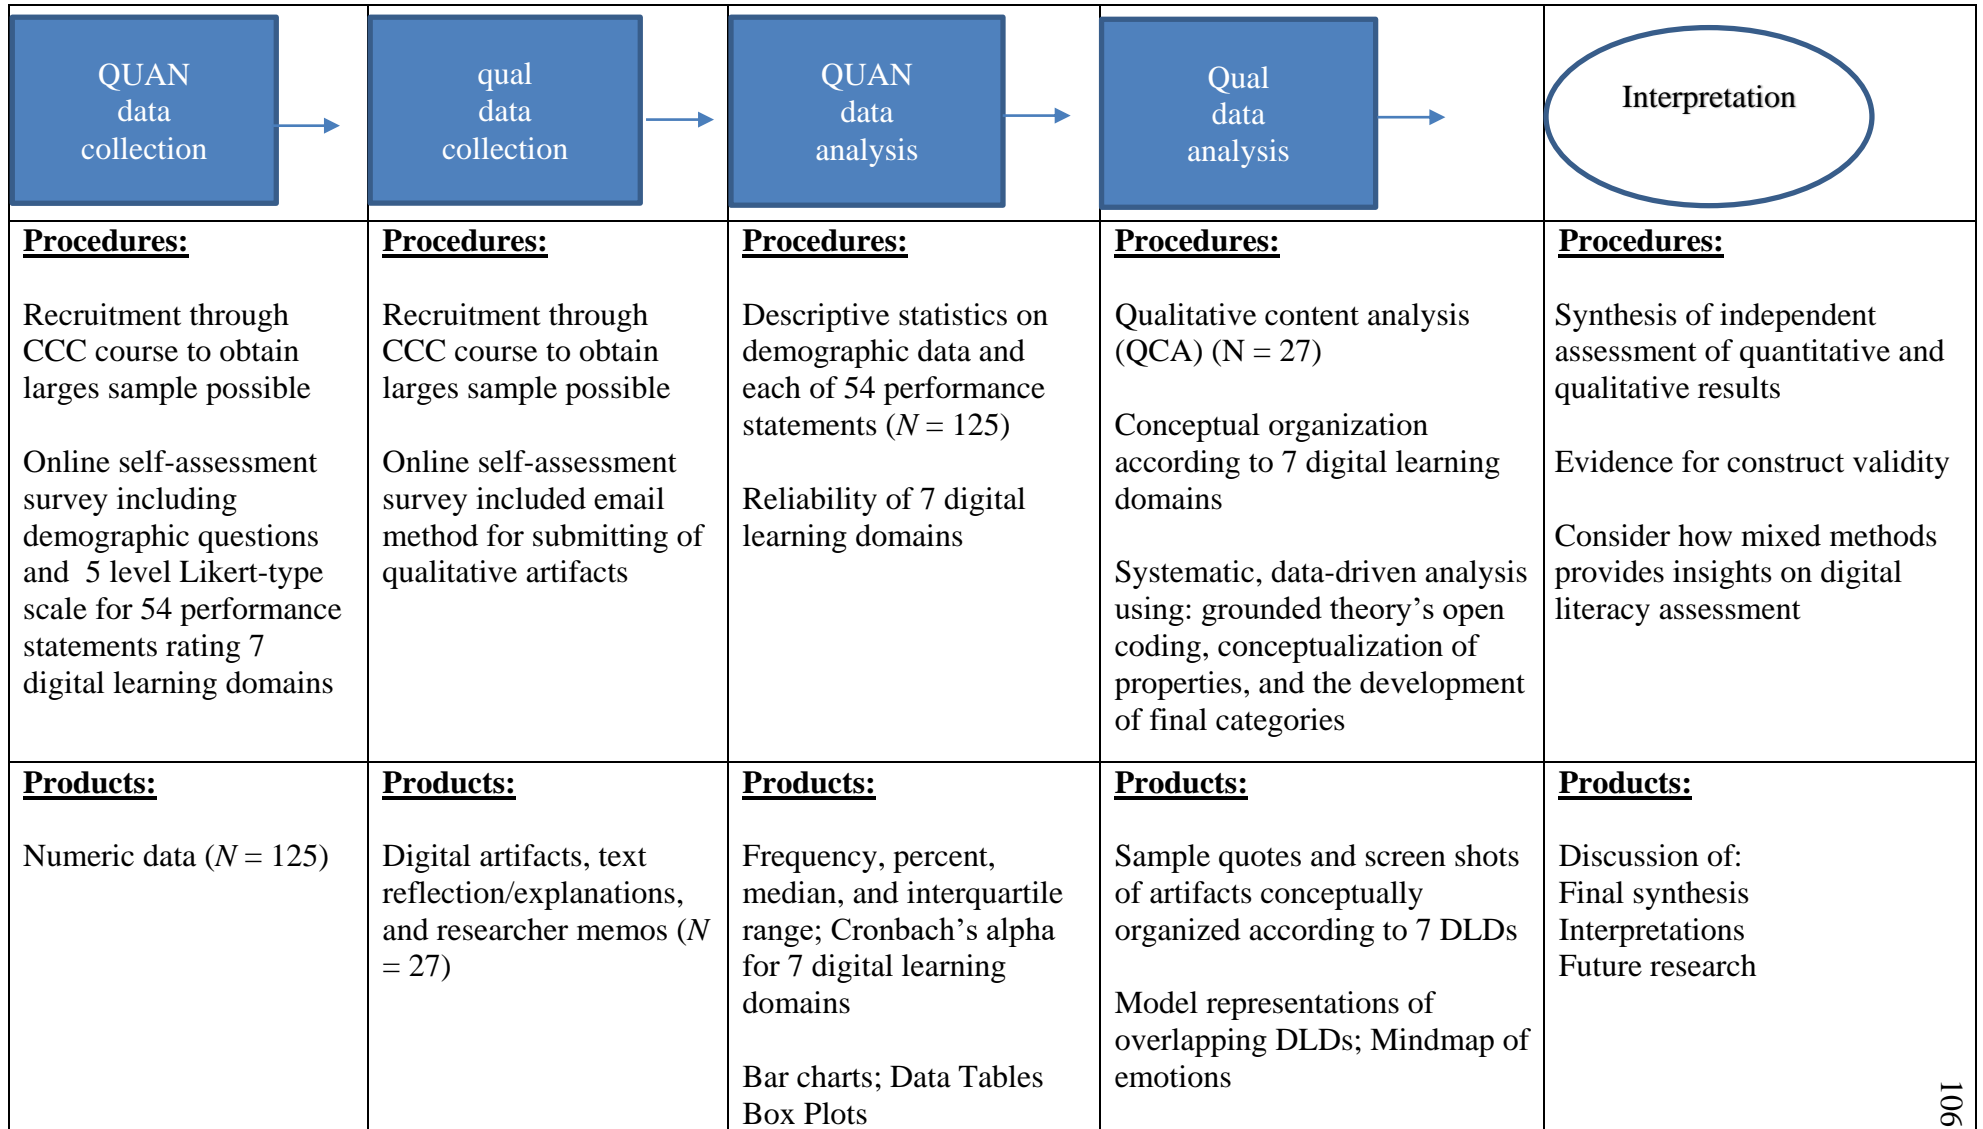 QUAN
data
collection
qual
data
collection
QUAN
data
analysis
Qual
data
analysis
Interpretation
Procedures:
Recruitment through
CCC course to obtain
larges sample possible
Online self-assessment
survey including
demographic questions
and  5 level Likert-type
scale for 54 performance
statements rating 7
digital learning domains
Procedures:
Recruitment through
CCC course to obtain
larges sample possible
Online self-assessment
survey included email
method for submitting of
qualitative artifacts
Procedures:
Descriptive statistics on
demographic data and
each of 54 performance
statements (N = 125)
Reliability of 7 digital
learning domains
Procedures:
Qualitative content analysis
(QCA) (N = 27)
Conceptual organization
according to 7 digital learning
domains
Systematic, data-driven analysis
using: grounded theory’s open
coding, conceptualization of
properties, and the development
of final categories
Procedures:
Synthesis of independent
assessment of quantitative and
qualitative results
Evidence for construct validity
Consider how mixed methods
provides insights on digital
literacy assessment
Products:
Numeric data (N = 125)
Products:
Digital artifacts, text
reflection/explanations,
and researcher memos (N
= 27)
Products:
Frequency, percent,
median, and interquartile
range; Cronbach’s alpha
for 7 digital learning
domains
Bar charts; Data Tables
Box Plots
Products:
Sample quotes and screen shots
of artifacts conceptually
organized according to 7 DLDs
Model representations of
overlapping DLDs; Mindmap of
emotions
Products:
Discussion of:
Final synthesis
Interpretations
Future research
106